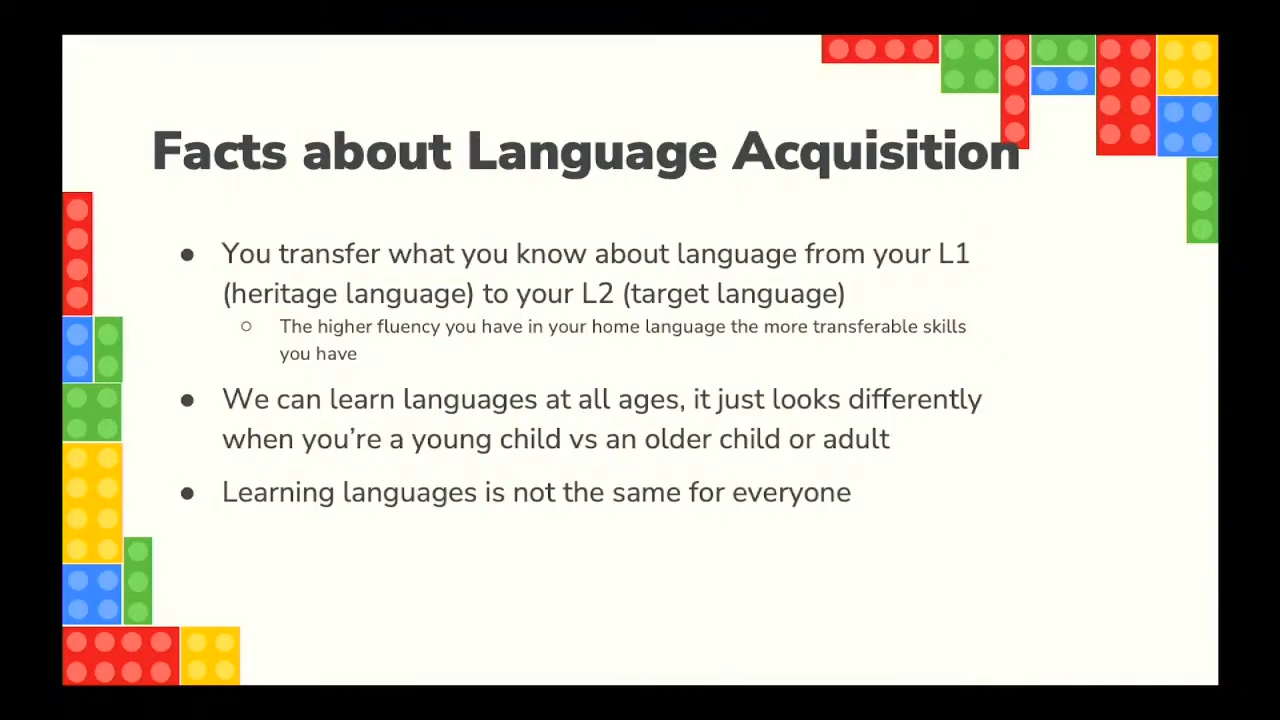 Facts about Language Acquisition
● You transfer what you know about language from your L1
(heritage language) to your L2 (target language)
○ The higher fluency you have in your home language the more transferable skills
you have
● We can learn languages at all ages, it just looks differently
when you’re a young child vs an older child or adult
● Learning languages is not the same for everyone